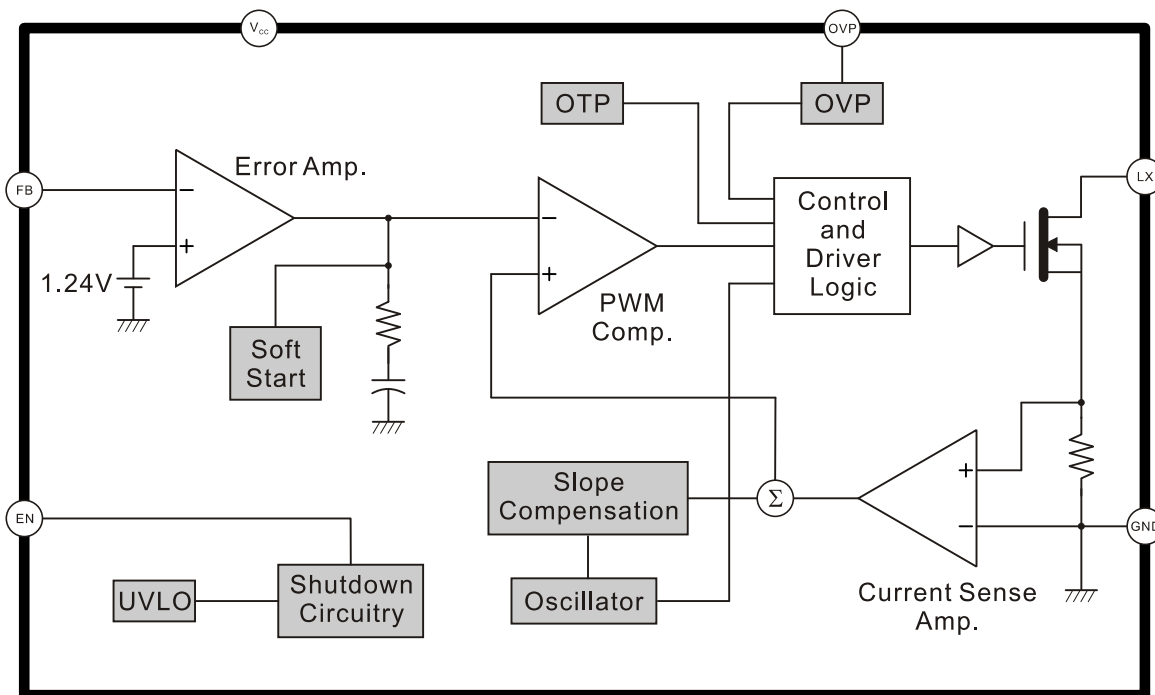 Vcc
OVP
OTP
OVP
Error Amp.
FB
−
+
1.24V
Soft
Start
−
+
PWM
Comp.
Control
and
Driver
Logic
LX
Slope
Compensation
Σ
+
−
GND
Current Sense
Amp.
EN
UVLO
Shutdown
Circuitry
Oscillator